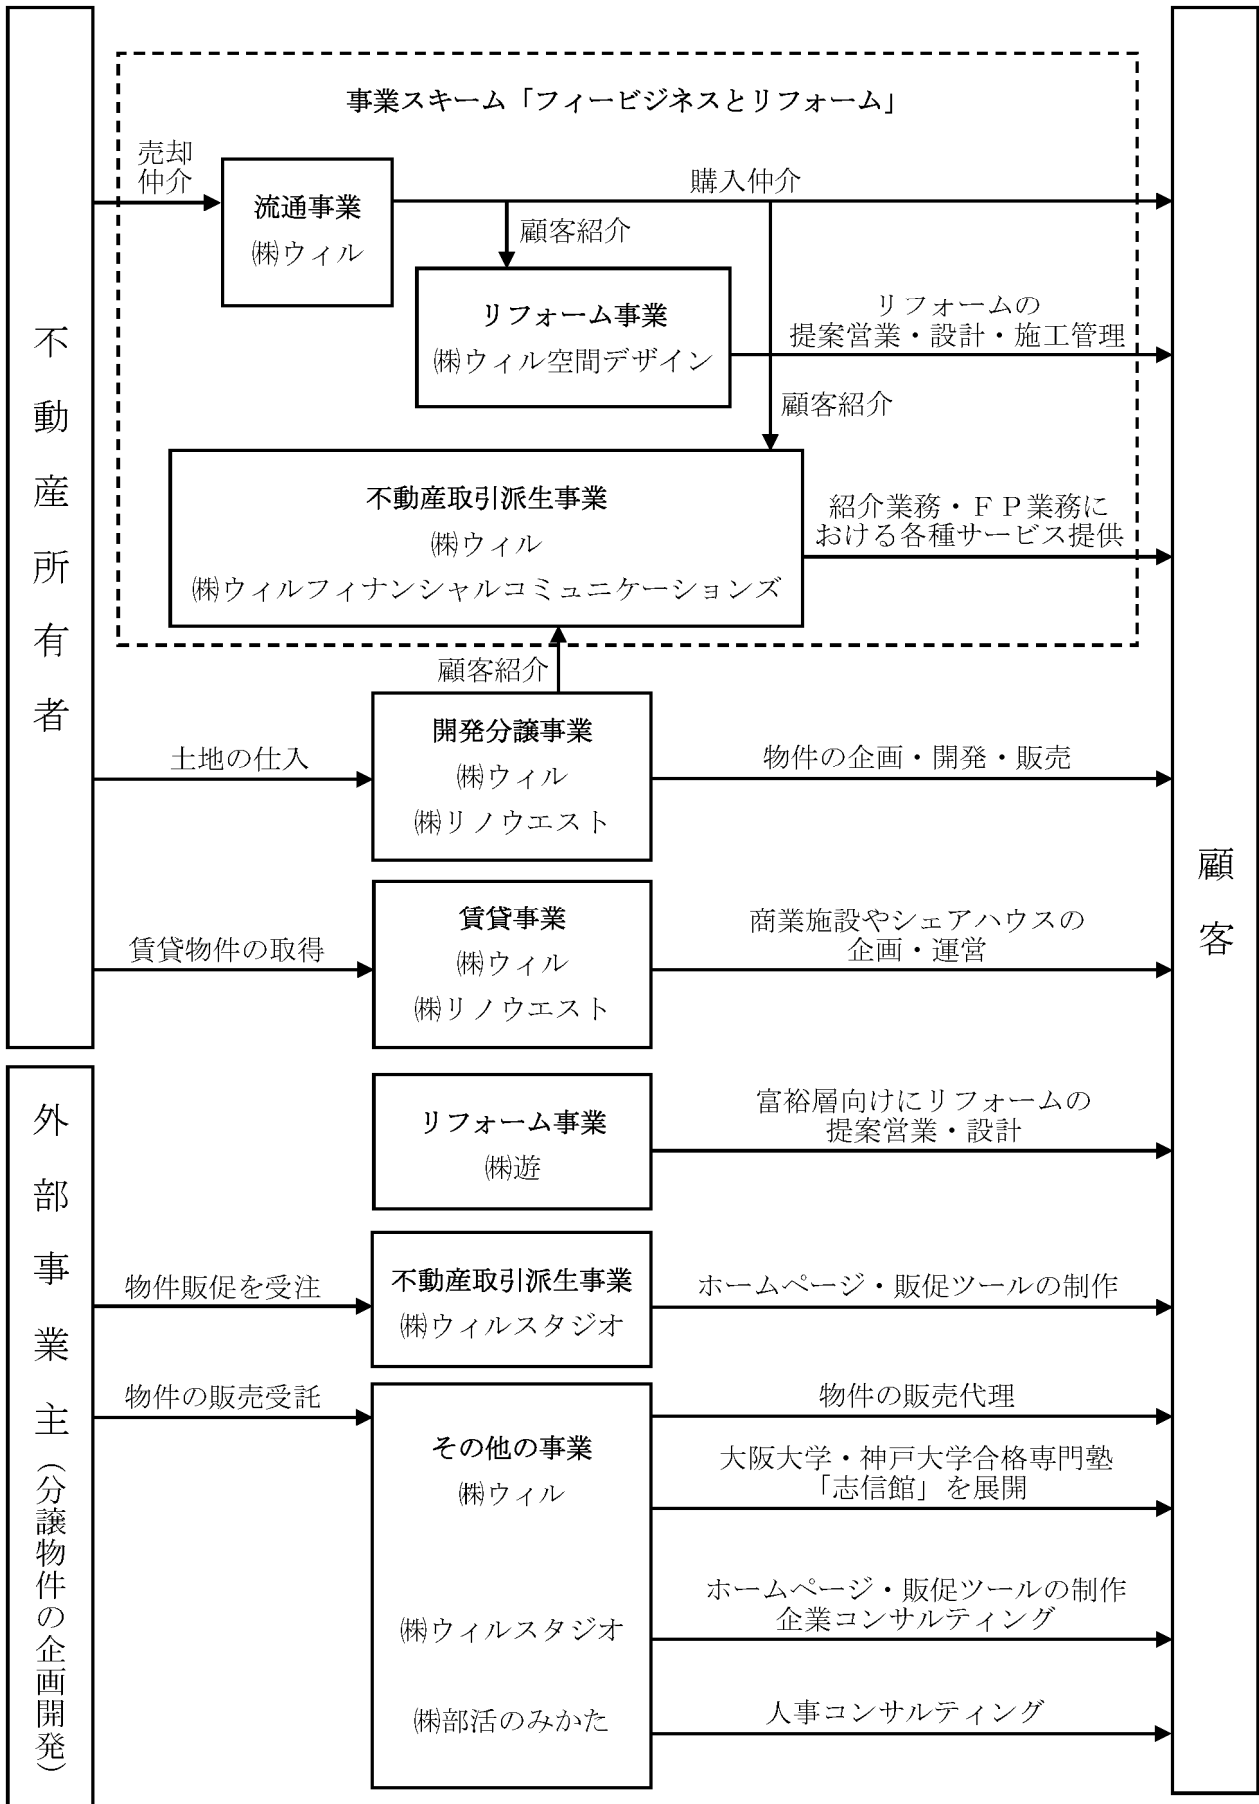 事業スキーム「フィービジネスとリフォーム」
売却
仲介
流通事業
㈱ウィル
購入仲介
顧客紹介
リフォーム事業
㈱ウィル空間デザイン
リフォームの
提案営業・設計・施工管理
顧客紹介
不動産取引派生事業
㈱ウィル
㈱ウィルフィナンシャルコミュニケーションズ
紹介業務・ＦＰ業務に
おける各種サービス提供
不動産所有者
顧客紹介
土地の仕入
開発分譲事業
㈱ウィル
㈱リノウエスト
物件の企画・開発・販売
賃貸物件の取得
賃貸事業
㈱ウィル
㈱リノウエスト
商業施設やシェアハウスの
企画・運営
顧客
外部事業主（分譲物件の企画開発）
リフォーム事業
㈱遊
富裕層向けにリフォームの
提案営業・設計
物件販促を受注
不動産取引派生事業
㈱ウィルスタジオ
ホームページ・販促ツールの制作
物件の販売受託
その他の事業
㈱ウィル
物件の販売代理
大阪大学・神戸大学合格専門塾
「志信館」を展開
㈱ウィルスタジオ
ホームページ・販促ツールの制作
企業コンサルティング
㈱部活のみかた
人事コンサルティング